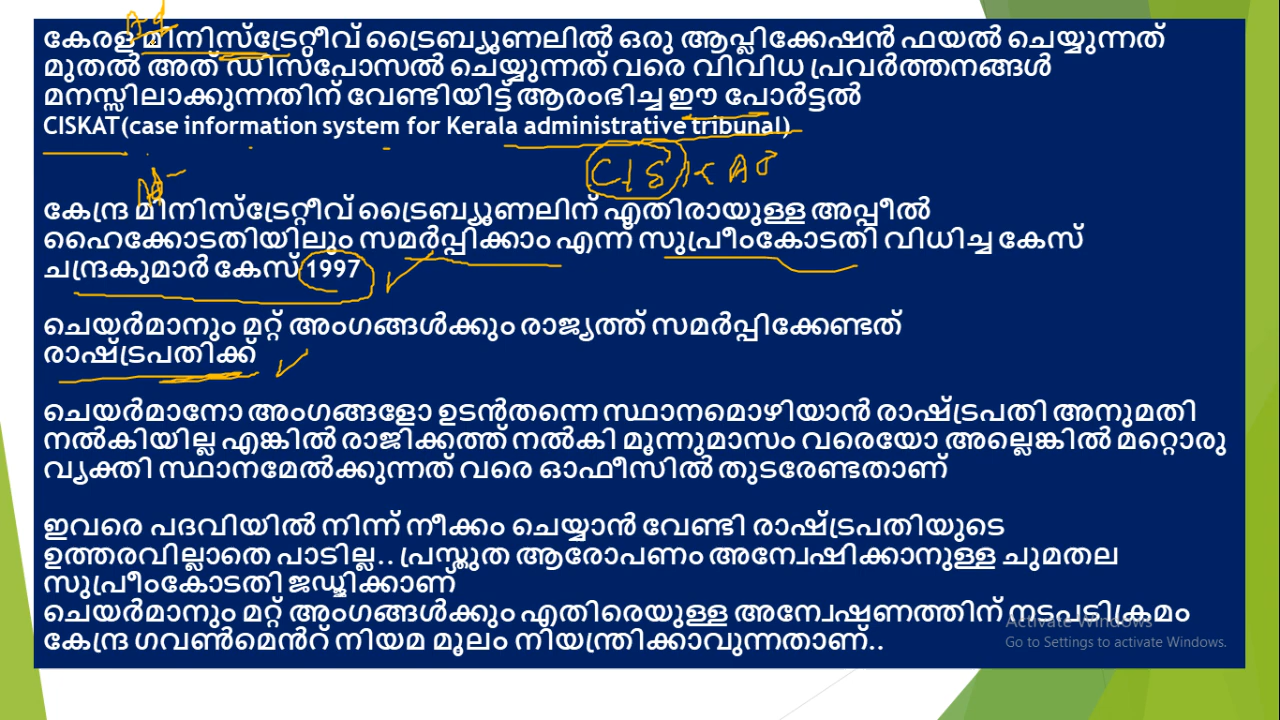 Ad
കേരള മിനിസ്ട്രേറ്റീവ് ട്രൈബ്യൂണലിൽ ഒരു ആപ്ലിക്കേഷൻ ഫയൽ ചെയ്യുന്നത്
മുതൽ അത് ഡിസ്പോസൽ ചെയ്യുന്നത് വരെ വിവിധ പ്രവർത്തനങ്ങൾ
മനസ്സിലാക്കുന്നതിന് വേണ്ടിയിട്ട് ആരംഭിച്ച ഈ പോർട്ടൽ
CISKAT(case information system for Kerala administrative tribunal)
CIS KAT
Ad
കേന്ദ്ര മിനിസ്ട്രേറ്റീവ് ട്രൈബ്യൂണലിന് എതിരായുള്ള അപ്പീൽ
ഹൈക്കോടതിയിലും സമർപ്പിക്കാം എന്ന് സുപ്രീംകോടതി വിധിച്ച കേസ്
ചന്ദ്രകുമാർ കേസ് 1997
ചെയർമാനും മറ്റ് അംഗങ്ങൾക്കും രാജ്യത്ത് സമർപ്പിക്കേണ്ടത്
രാഷ്ട്രപതിക്ക്
ചെയർമാനോ അംഗങ്ങളോ ഉടൻതന്നെ സ്ഥാനമൊഴിയാൻ രാഷ്ട്രപതി അനുമതി
നൽകിയില്ല എങ്കിൽ രാജിക്കത്ത് നൽകി മൂന്നുമാസം വരെയോ അല്ലെങ്കിൽ മറ്റൊരു
വ്യക്തി സ്ഥാനമേൽക്കുന്നത് വരെ ഓഫീസിൽ തുടരേണ്ടതാണ്
ഇവരെ പദവിയിൽ നിന്ന് നീക്കം ചെയ്യാൻ വേണ്ടി രാഷ്ട്രപതിയുടെ
ഉത്തരവില്ലാതെ പാടില്ല.. പ്രസ്തുത ആരോപണം അന്വേഷിക്കാനുള്ള ചുമതല
സുപ്രീംകോടതി ജഡ്ജിക്കാണ്
ചെയർമാനും മറ്റ് അംഗങ്ങൾക്കും എതിരെയുള്ള അന്വേഷണത്തിന് നടപടിക്രമം
കേന്ദ്ര ഗവൺമെൻറ് നിയമ മൂലം നിയന്ത്രിക്കാവുന്നതാണ്..
Activate Windows
Go to Settings to activate Windows.